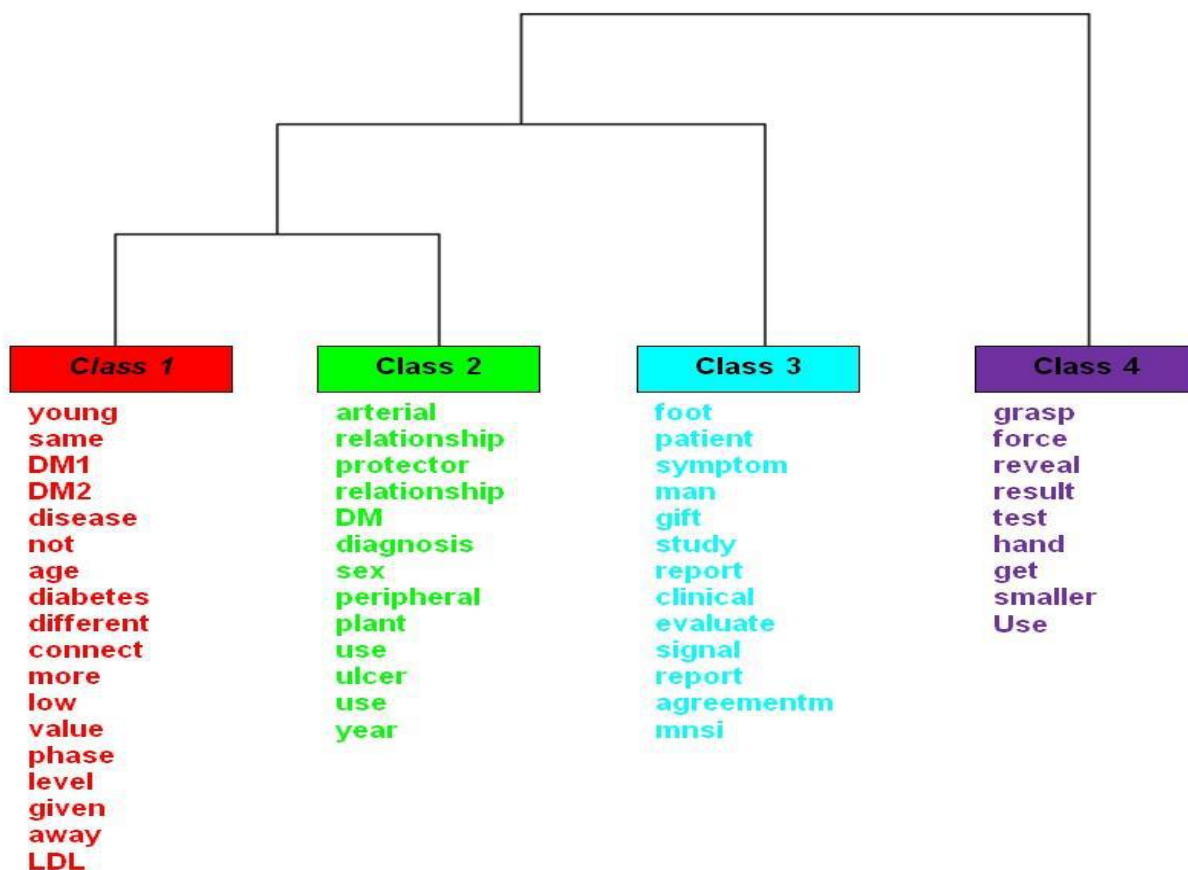 Class 1
young
same
DM1
DM2
disease
not
age
diabetes
different
connect
more
low
value
phase
level
given
away
LDL
Class 2
arterial
relationship
protector
relationship
DM
diagnosis
sex
peripheral
plant
use
ulcer
use
year
Class 3
foot
patient
symptom
man
gift
study
report
clinical
evaluate
signal
report
agreementm
mnsi
Class 4
grasp
force
reveal
result
test
hand
get
smaller
Use